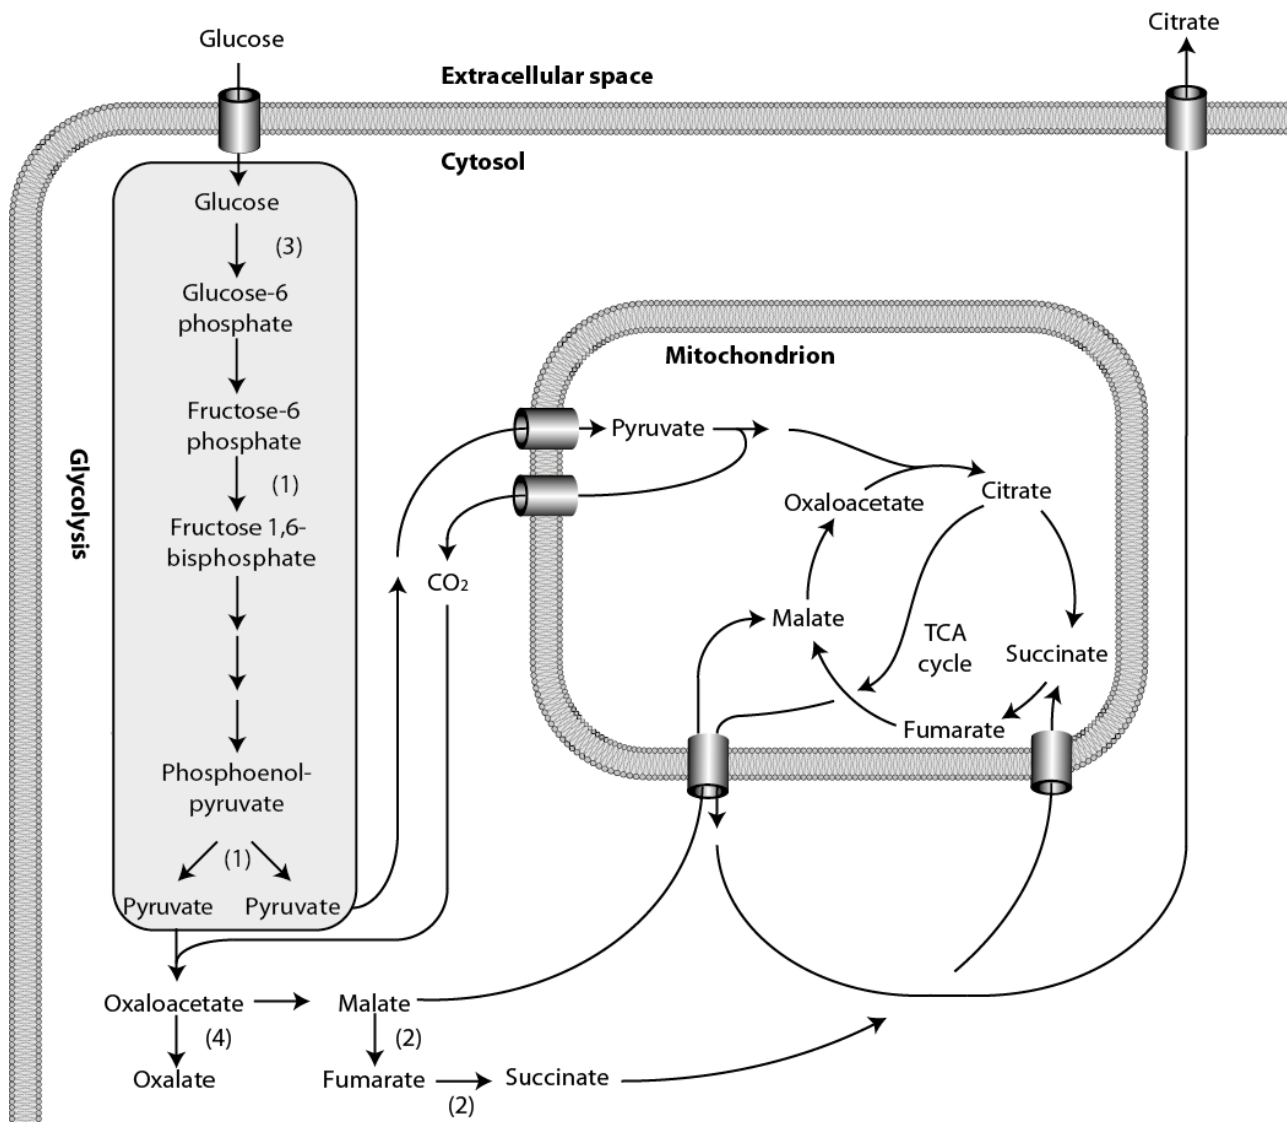 Glucose
Citrate
Extracellular space
Cytosol
Glucose
(3)
Glucose-6
phosphate
Fructose-6
phosphate
(1)
Fructose 1,6-
bisphosphate
Phosphoenol-
pyruvate
(1)
Pyruvate
Pyruvate
Glycolysis
Mitochondrion
Pyruvate
CO₂
Oxaloacetate
Citrate
Malate
TCA
cycle
Succinate
Fumarate
Oxaloacetate
Malate
(4)
(2)
Oxalate
Fumarate
Succinate
(2)